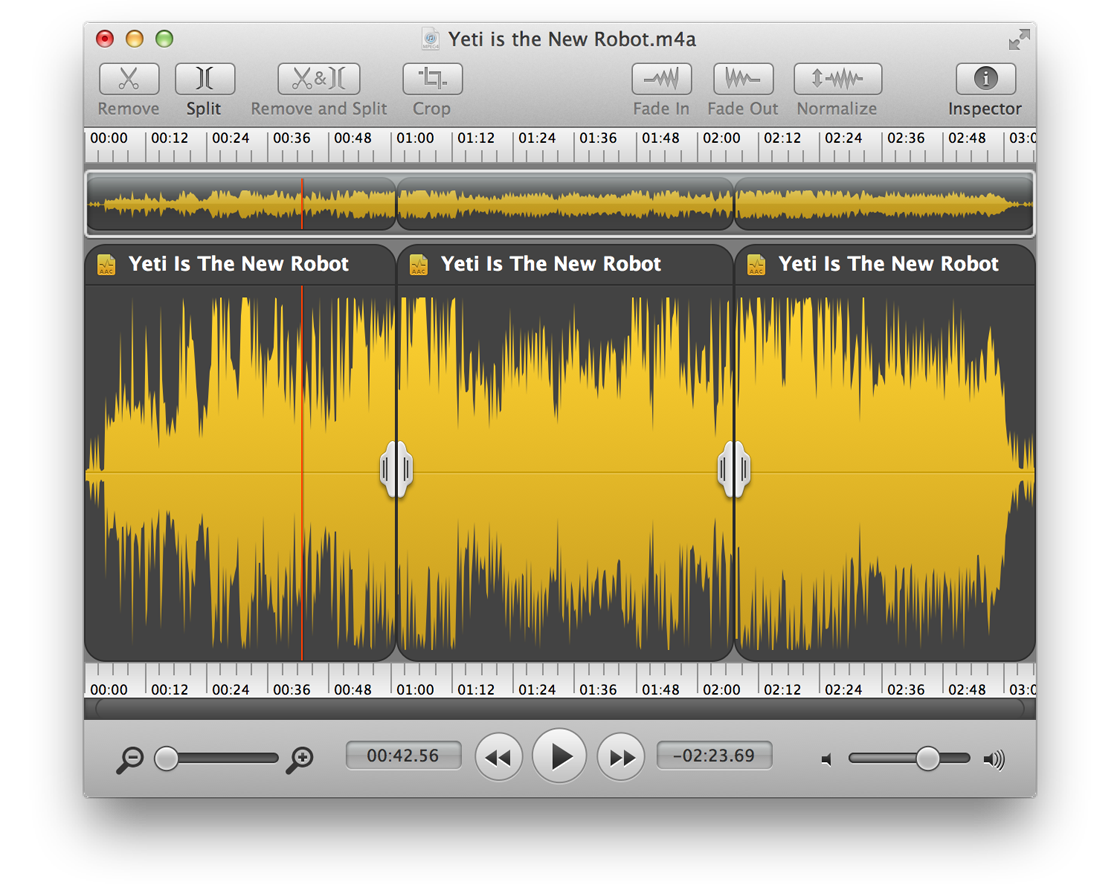 Yeti is the New Robot.m4a
Remove Split Remove and Split Crop Fade In Fade Out Normalize Inspector
00:00 00:12 00:24 00:36 00:48 01:00 01:12 01:24 01:36 01:48 02:00 02:12 02:24 02:36 02:48 03:0
Yeti Is The New Robot Yeti Is The New Robot Yeti Is The New Robot
AAC AAC AAC
00:00 00:12 00:24 00:36 00:48 01:00 01:12 01:24 01:36 01:48 02:00 02:12 02:24 02:36 02:48 03:0
00:42.56 −02:23.69